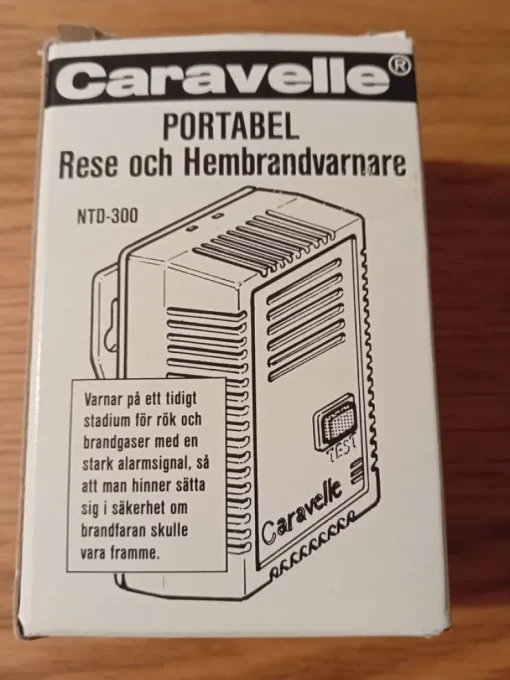 Caravelle®
PORTABEL
Rese och Hembrandvarnare
NTD-300
Varnar på ett tidigt
stadium för rök och
brandgaser med en
stark alarmsignal, så
att man hinner sätta
sig i säkerhet om
brandfaran skulle
vara framme.
TEST
Caravelle